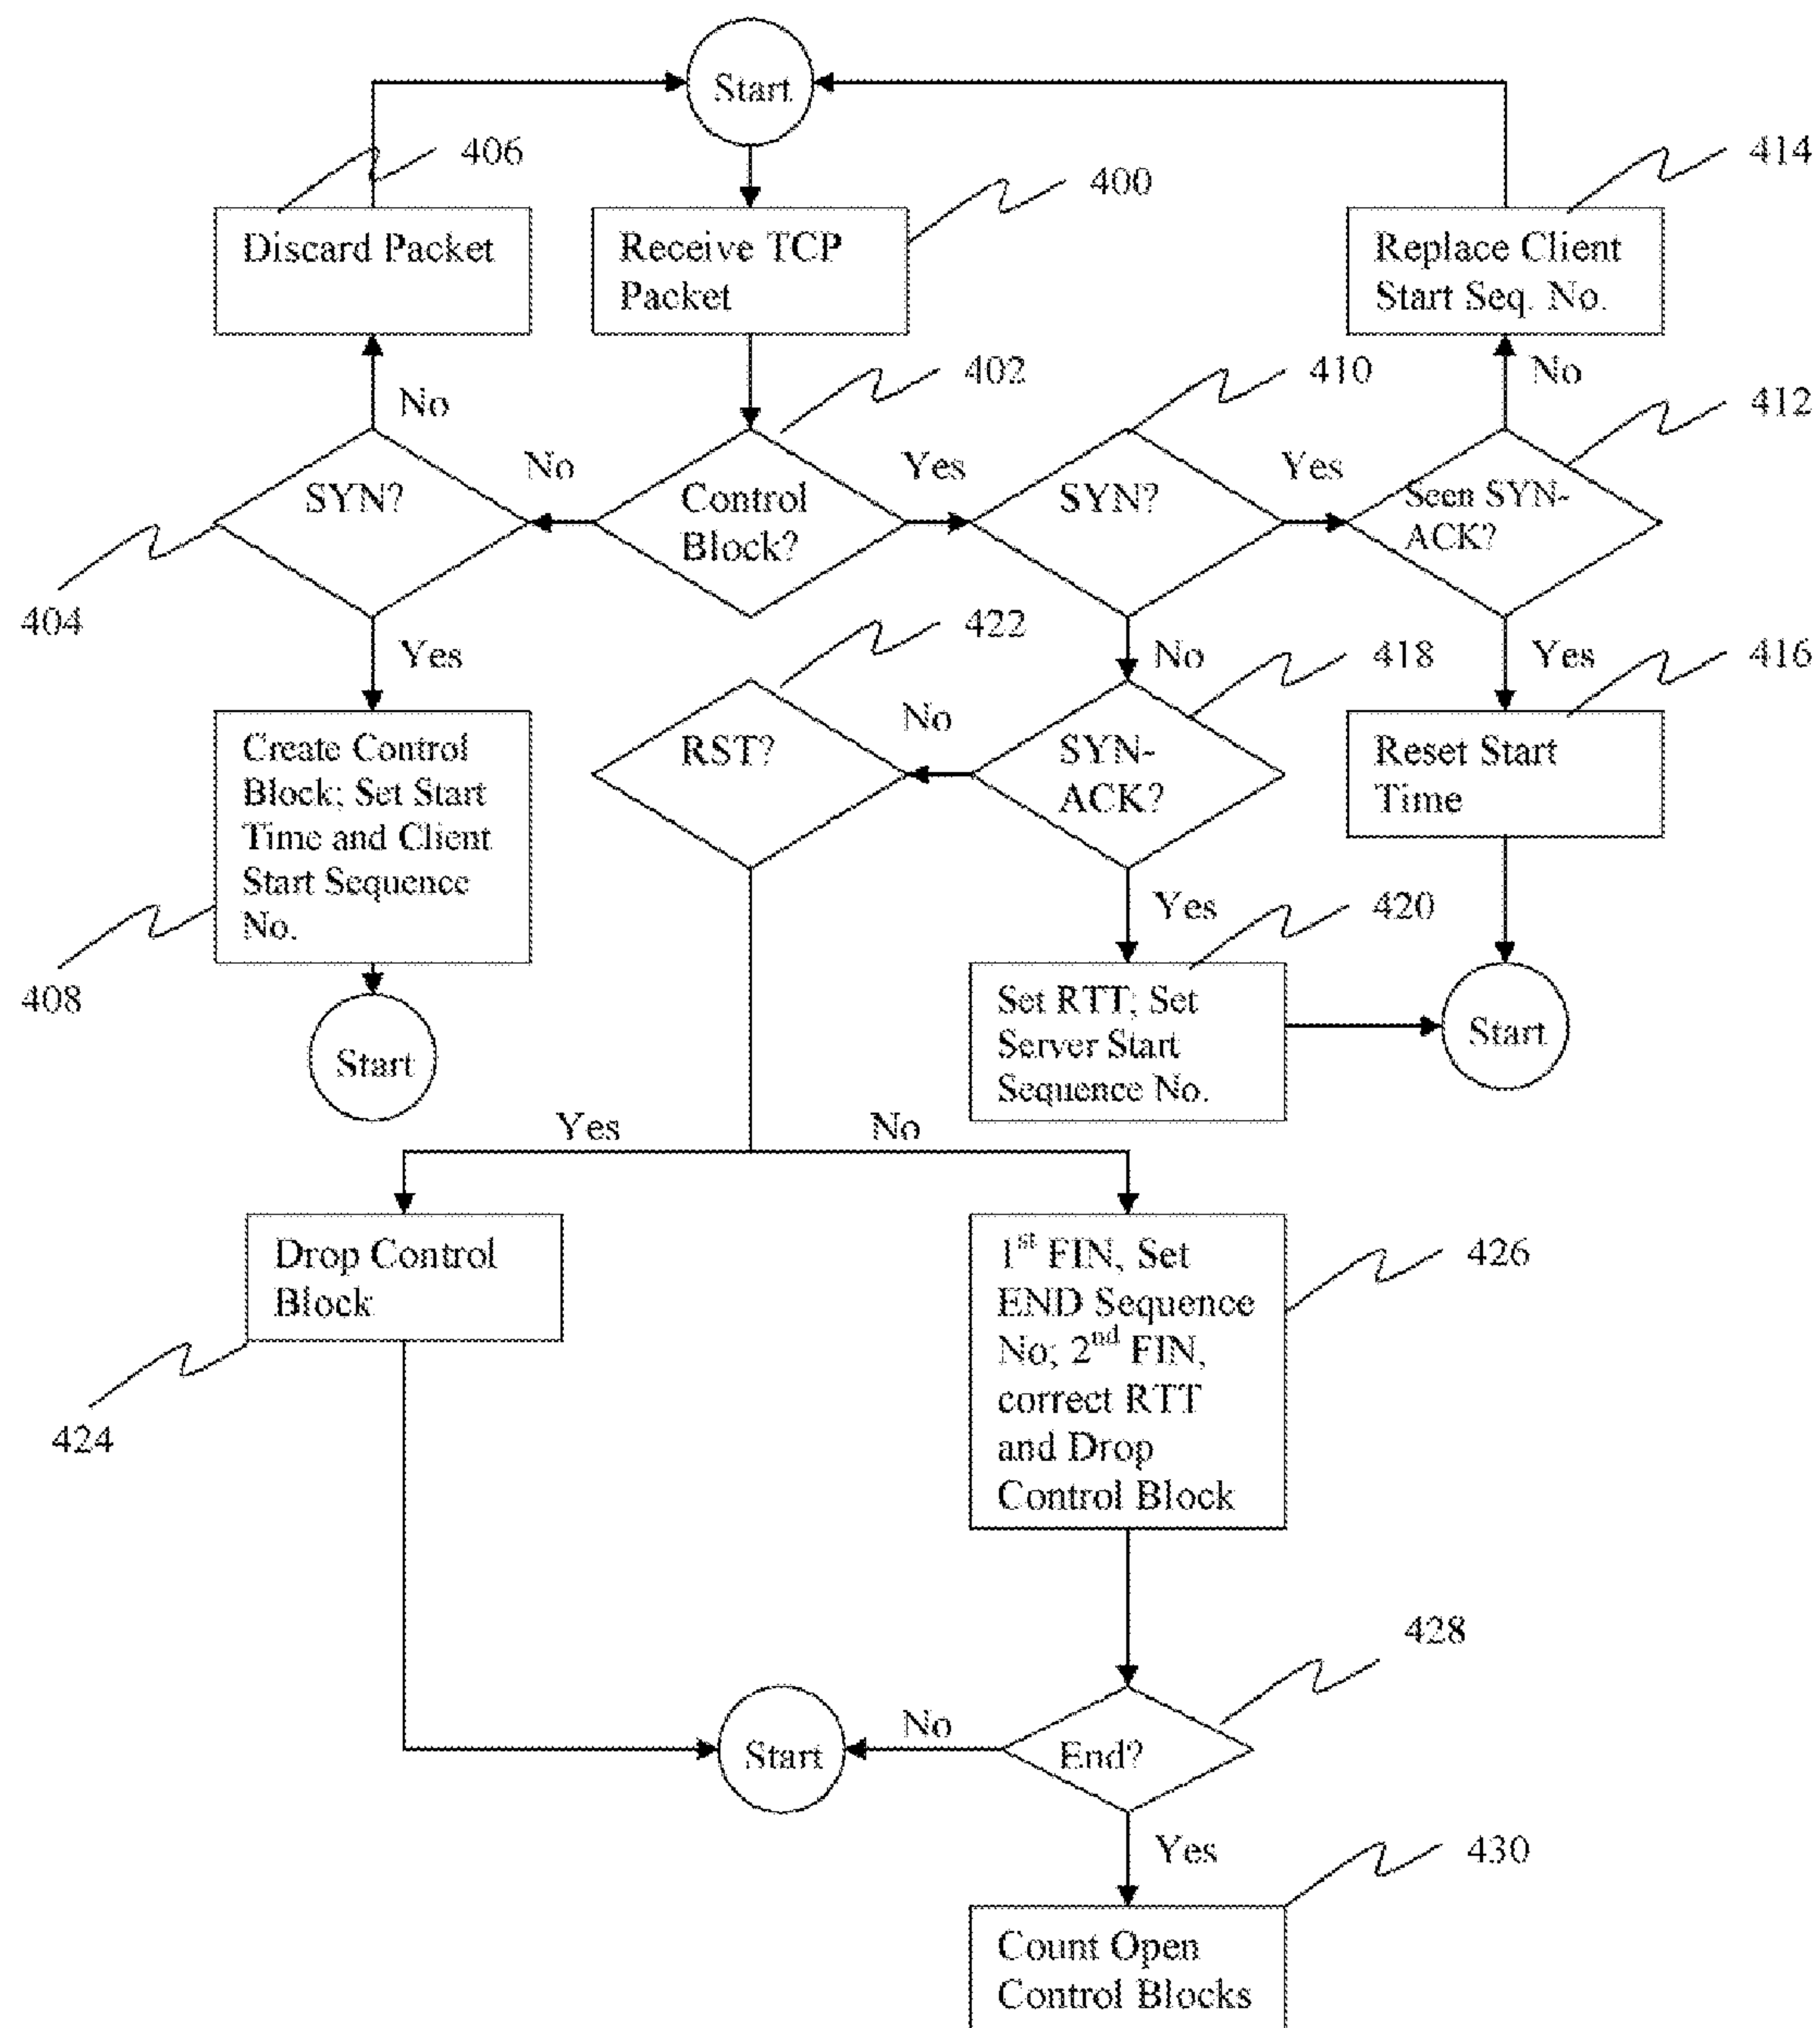 Start
406
414
400
Discard Packet
Receive TCP
Packet
Replace Client
Start Seq. No.
402
410
No
No
412
SYN?
No
Control
Block?
Yes
SYN?
Yes
Seen SYN-
ACK?
404
Yes
422
No
418
Yes
416
Create Control
Block; Set Start
Time and Client
Start Sequence
No.
RST?
No
SYN-
ACK?
Reset Start
Time
408
Yes
420
Start
Set RTT; Set
Server Start
Sequence No.
Start
Yes
No
Drop Control
Block
1st FIN, Set
END Sequence
No; 2nd FIN,
correct RTT
and Drop
Control Block
426
424
428
Start
No
End?
Yes
430
Count Open
Control Blocks